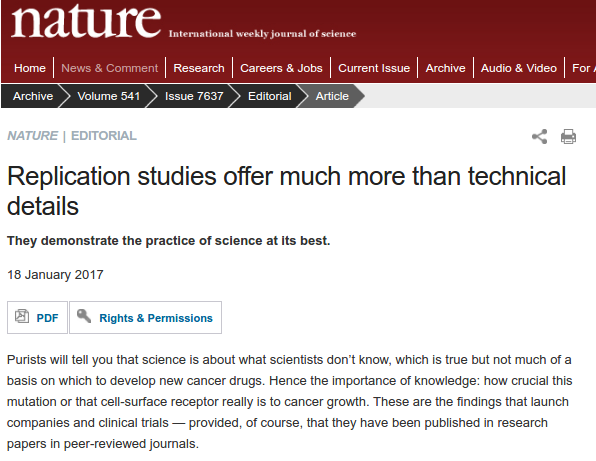 nature International weekly journal of science
Home News & Comment Research Careers & Jobs Current Issue Archive Audio & Video For
Archive Volume 541 Issue 7637 Editorial Article
NATURE | EDITORIAL
Replication studies offer much more than technical
details
They demonstrate the practice of science at its best.
18 January 2017
PDF Rights & Permissions
Purists will tell you that science is about what scientists don't know, which is true but not much of a
basis on which to develop new cancer drugs. Hence the importance of knowledge: how crucial this
mutation or that cell-surface receptor really is to cancer growth. These are the findings that launch
companies and clinical trials — provided, of course, that they have been published in research
papers in peer-reviewed journals.